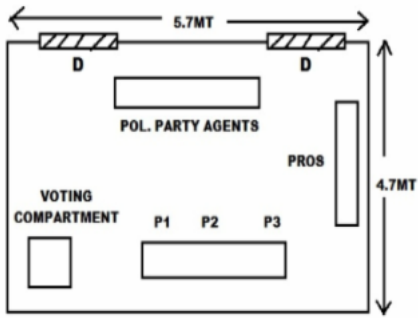 5.7MT
D
D
POL. PARTY AGENTS
PROS
4.7MT
VOTING
COMPARTMENT
P1 P2 P3